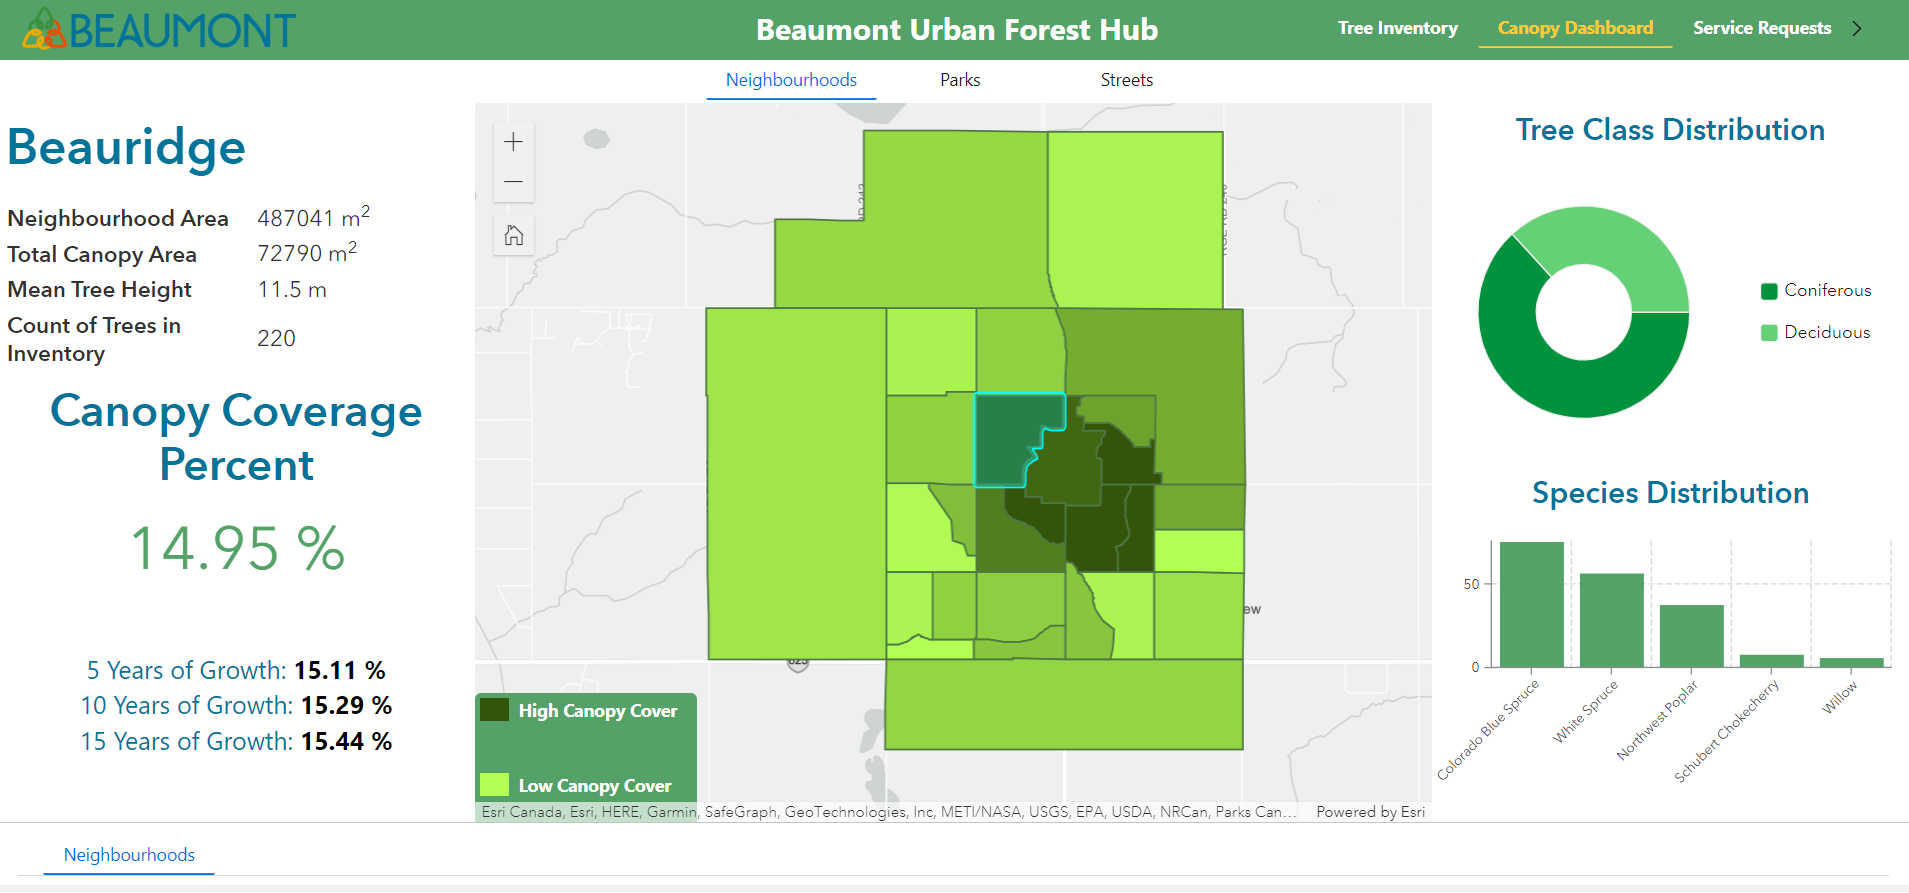 BEAUMONT
Beaumont Urban Forest Hub
Tree Inventory
Canopy Dashboard
Service Requests
Neighbourhoods
Parks
Streets
Beauridge
Neighbourhood Area 487041 m²
Total Canopy Area 72790 m²
Mean Tree Height 11.5 m
Count of Trees in
Inventory
220
Canopy Coverage
Percent
14.95 %
5 Years of Growth: 15.11 %
10 Years of Growth: 15.29 %
15 Years of Growth: 15.44 %
High Canopy Cover
Low Canopy Cover
Esri Canada, Esri, HERE, Garmin, SafeGraph, GeoTechnologies, Inc, METI/NASA, USGS, EPA, USDA, NRCan, Parks Can...
Powered by Esri
Tree Class Distribution
Coniferous
Deciduous
Species Distribution
50
0
Colorado Blue Spruce
White Spruce
Northwest Poplar
Schubert Chokecherry
Willow
Neighbourhoods